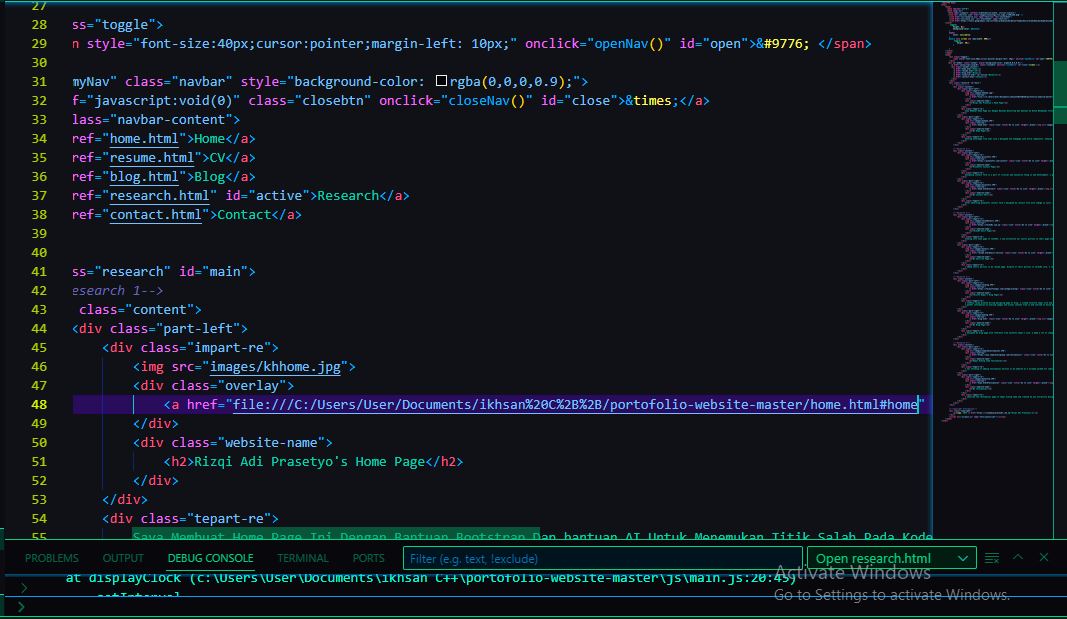 27
28 ss="toggle">
29 n style="font-size:40px;cursor:pointer;margin-left: 10px;" onclick="openNav()" id="open">&#9776; </span>
30
31 myNav" class="navbar" style="background-color: rgba(0,0,0,0.9);">
32 f="javascript:void(0)" class="closebtn" onclick="closeNav()" id="close">&times;</a>
33 lass="navbar-content">
34 ref="home.html">Home</a>
35 ref="resume.html">CV</a>
36 ref="blog.html">Blog</a>
37 ref="research.html" id="active">Research</a>
38 ref="contact.html">Contact</a>
39
40
41 ss="research" id="main">
42 esearch 1-->
43 class="content">
44 <div class="part-left">
45 <div class="impart-re">
46 <img src="images/khhome.jpg">
47 <div class="overlay">
48 <a href="file:///C:/Users/User/Documents/ikhsan%20C%2B%2B/portofolio-website-master/home.html#home"
49 </div>
50 <div class="website-name">
51 <h2>Rizqi Adi Prasetyo's Home Page</h2>
52 </div>
53 </div>
54 <div class="tepart-re">
55 Saya Membuat Home Page Ini Dengan Bantuan Bootstrap Dan bantuan AI Untuk Menemukan Titik Salah Pada Kode
PROBLEMS OUTPUT DEBUG CONSOLE TERMINAL PORTS Filter (e.g. text, !exclude) Open research.html
at displayClock (c:\Users\User\Documents\ikhsan C++\portofolio-website-master\js\main.js:20:45)
setInterval
Activate Windows
Go to Settings to activate Windows.